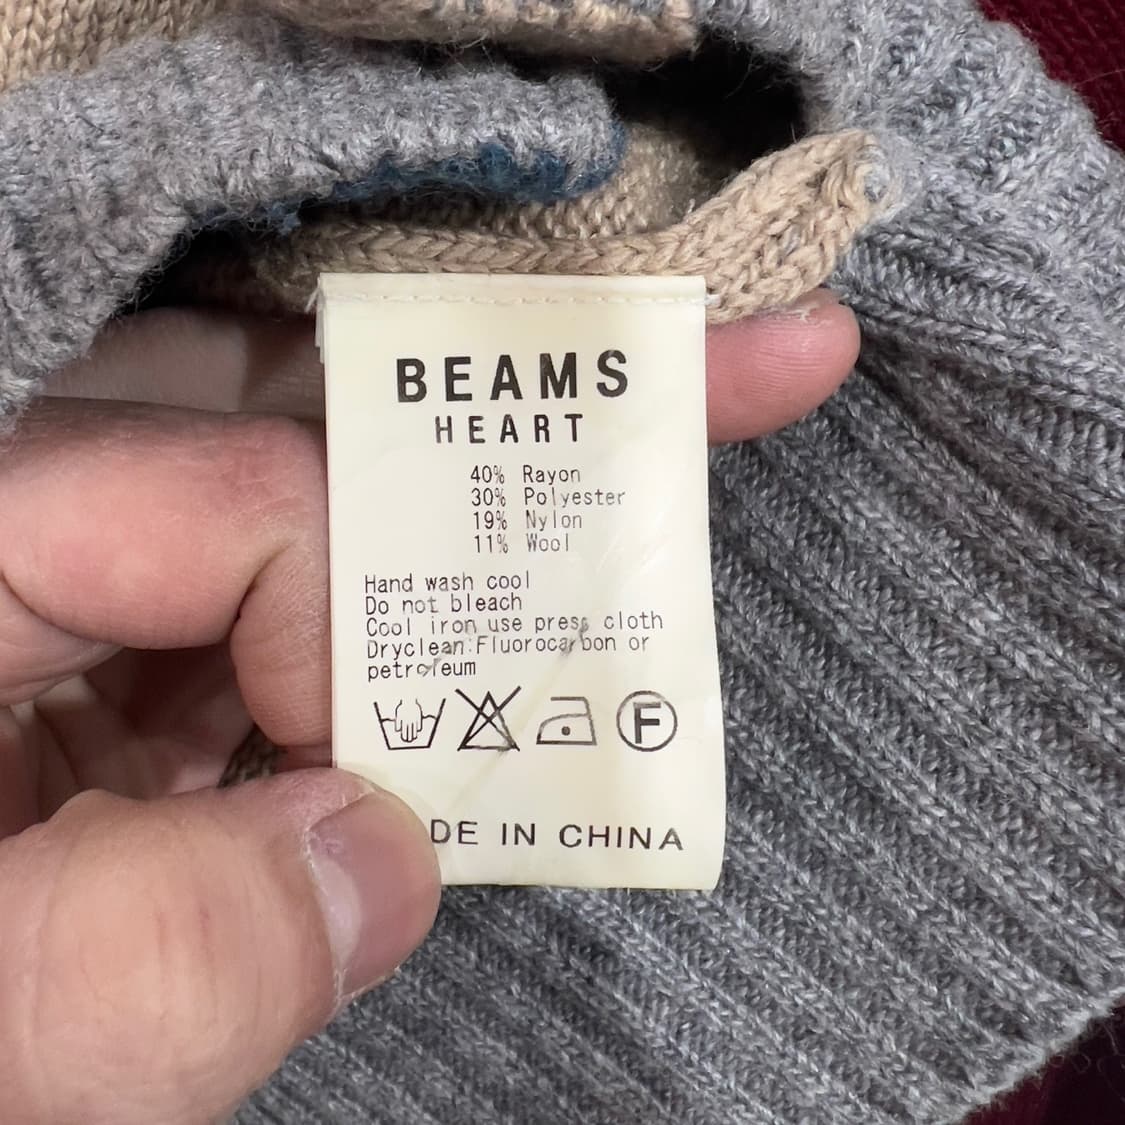 BEAMS
HEART
40% Rayon
30% Polyester
19% Nylon
11% Wool
Hand wash cool
Do not bleach
Cool iron use press cloth
Dryclean:Fluorocarbon or
petroleum
F
DE IN CHINA